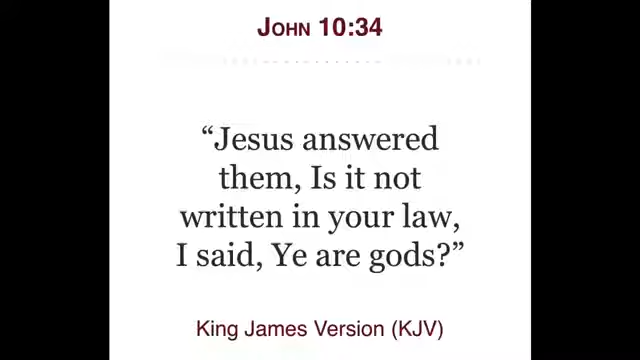 John 10:34
“Jesus answered
them, Is it not
written in your law,
I said, Ye are gods?”
King James Version (KJV)